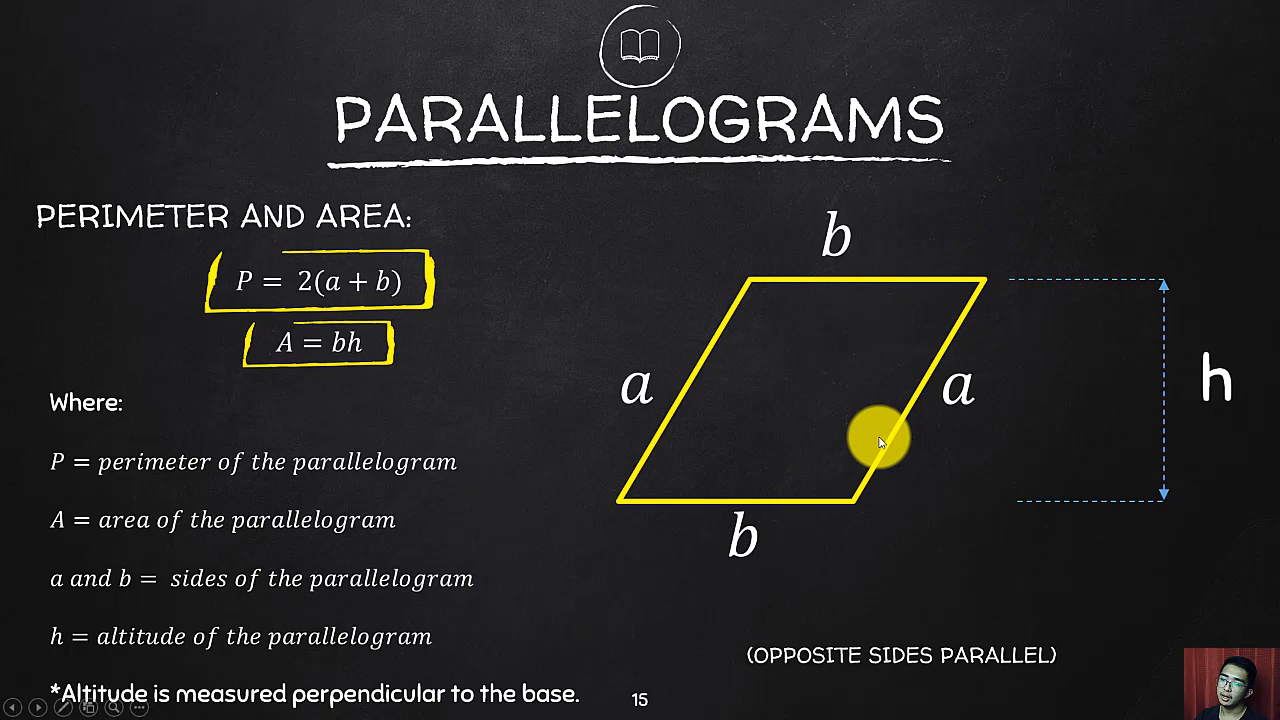 PARALLELOGRAMS
PERIMETER AND AREA:
P = 2(a + b)
A = bh
Where:
P = perimeter of the parallelogram
A = area of the parallelogram
a and b = sides of the parallelogram
h = altitude of the parallelogram
*Altitude is measured perpendicular to the base.
b
a
a
h
b
(OPPOSITE SIDES PARALLEL)
15